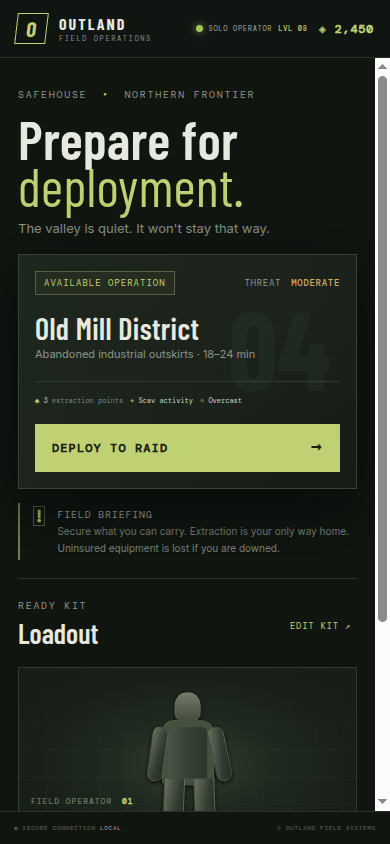 O OUTLAND
FIELD OPERATIONS
SOLO OPERATOR LVL 08 ◈ 2,450
SAFEHOUSE • NORTHERN FRONTIER
Prepare for
deployment.
The valley is quiet. It won't stay that way.
AVAILABLE OPERATION THREAT MODERATE
04
Old Mill District
Abandoned industrial outskirts · 18–24 min
3 extraction points Scav activity Overcast
DEPLOY TO RAID →
! FIELD BRIEFING
Secure what you can carry. Extraction is your only way home.
Uninsured equipment is lost if you are downed.
READY KIT
Loadout
EDIT KIT ↗
FIELD OPERATOR 01
SECURE CONNECTION LOCAL © OUTLAND FIELD SYSTEMS